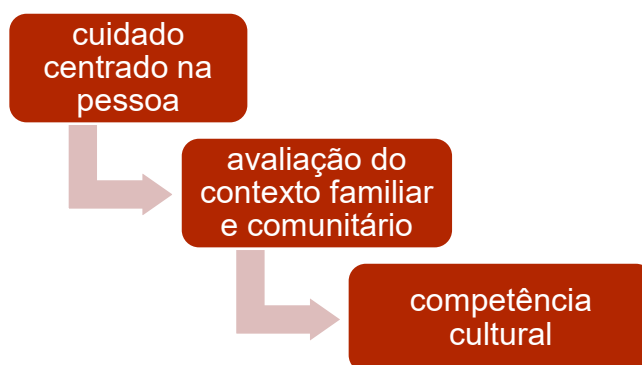 cuidado
centrado na
pessoa
avaliação do
contexto familiar
e comunitário
competência
cultural